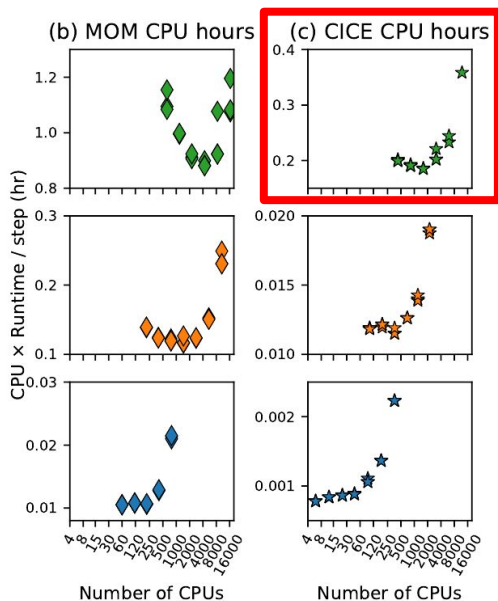 (b) MOM CPU hours
(c) CICE CPU hours
CPU × Runtime / step (hr)
1.2
1.0
0.8
0.4
0.3
0.2
0.3
0.2
0.1
0.020
0.015
0.010
0.03
0.02
0.01
0.002
0.001
4 8 15 30 60 120 250 500 1000 2000 4000 8000 16000
4 8 15 30 60 120 250 500 1000 2000 4000 8000 16000
Number of CPUs
Number of CPUs